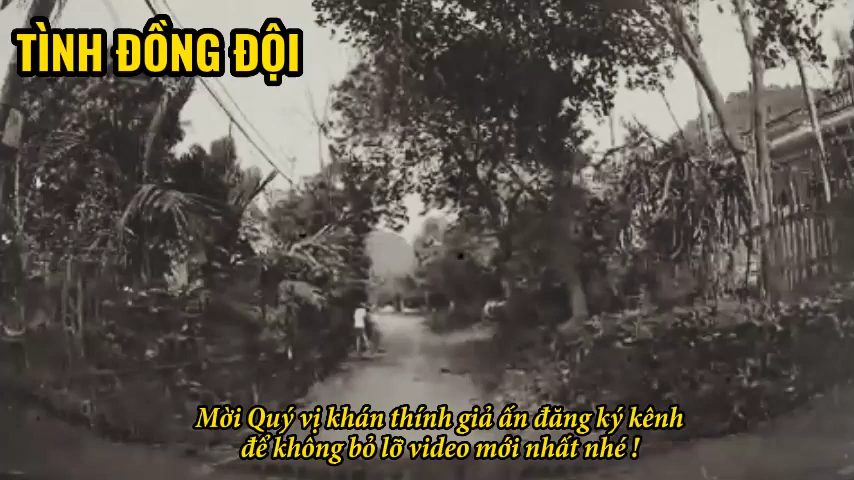 TÌNH ĐỒNG ĐỘI
Mời Quý vị khán thính giả ấn đăng ký kênh
để không bỏ lỡ video mới nhất nhé !